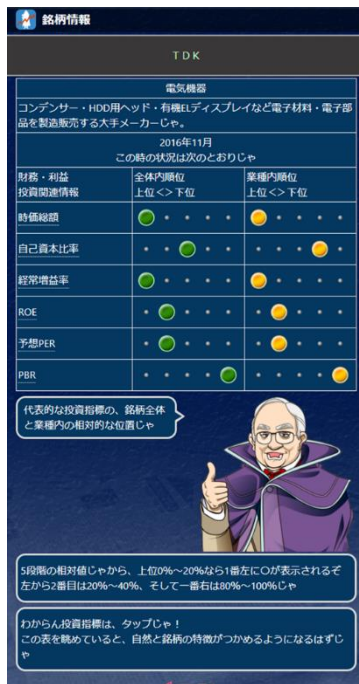 銘柄情報
TDK
電気機器
コンデンサー・HDD用ヘッド・有機ELディスプレイなど電子材料・電子部
品を製造販売する大手メーカーじゃ。
2016年11月
この時の状況は次のとおりじゃ
財務・利益 全体内順位 業種内順位
投資関連情報 上位<>下位 上位<>下位
時価総額
自己資本比率
経常増益率
ROE
予想PER
PBR
代表的な投資指標の、銘柄全体
と業種内の相対的な位置じゃ
5段階の相対値じゃから、上位0%～20%なら1番左に〇が表示されるぞ
左から2番目は20%～40%、そして一番右は80%～100%じゃ
わからん投資指標は、タップじゃ！
この表を眺めていると、自然と銘柄の特徴がつかめるようになるはずじ
ゃ